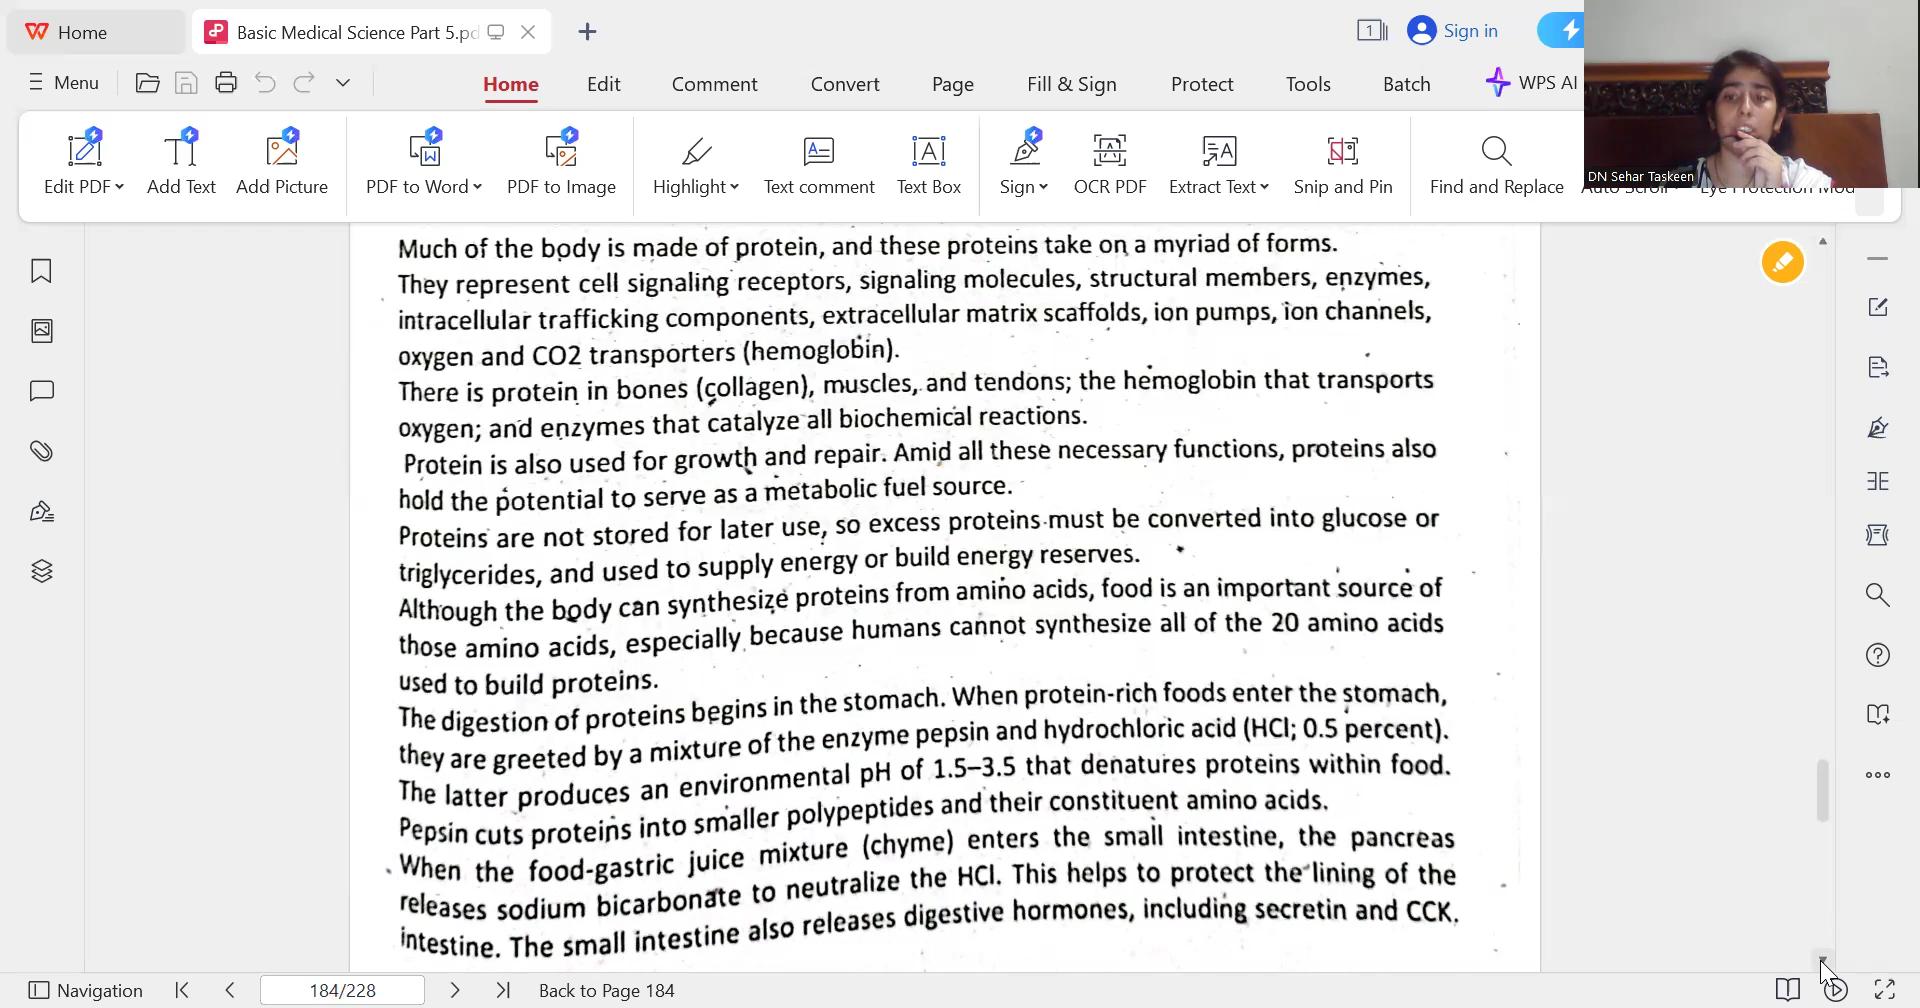 Home
Basic Medical Science Part 5.pd
1
Sign in
Menu
Home
Edit
Comment
Convert
Page
Fill & Sign
Protect
Tools
Batch
WPS AI
Edit PDF
Add Text
Add Picture
PDF to Word
PDF to Image
Highlight
Text comment
Text Box
Sign
OCR PDF
Extract Text
Snip and Pin
Find and Replace
DN Sehar Taskeen
Much of the body is made of protein, and these proteins take on a myriad of forms.
They represent cell signaling receptors, signaling molecules, structural members, enzymes,
intracellular trafficking components, extracellular matrix scaffolds, ion pumps, ion channels,
oxygen and CO2 transporters (hemoglobin).
There is protein in bones (collagen), muscles, and tendons; the hemoglobin that transports
oxygen; and enzymes that catalyze all biochemical reactions.
Protein is also used for growth and repair. Amid all these necessary functions, proteins also
hold the potential to serve as a metabolic fuel source.
Proteins are not stored for later use, so excess proteins must be converted into glucose or
triglycerides, and used to supply energy or build energy reserves.
Although the body can synthesize proteins from amino acids, food is an important source of
those amino acids, especially because humans cannot synthesize all of the 20 amino acids
used to build proteins.
The digestion of proteins begins in the stomach. When protein-rich foods enter the stomach,
they are greeted by a mixture of the enzyme pepsin and hydrochloric acid (HCl; 0.5 percent).
The latter produces an environmental pH of 1.5–3.5 that denatures proteins within food.
Pepsin cuts proteins into smaller polypeptides and their constituent amino acids.
When the food-gastric juice mixture (chyme) enters the small intestine, the pancreas
releases sodium bicarbonate to neutralize the HCl. This helps to protect the lining of the
intestine. The small intestine also releases digestive hormones, including secretin and CCK.
Navigation
184/228
Back to Page 184